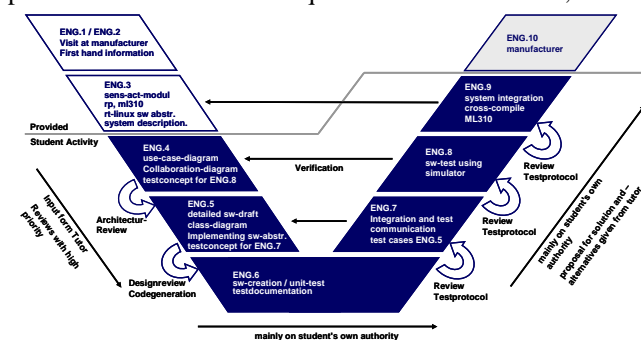 ENG.1 / ENG.2
Visit at manufacturer
First hand information
ENG.10
manufacturer
ENG.3
sens-act-modul
rp, ml310
rt-linux sw abstr.
system description.
ENG.9
system integration
cross-compile
ML310
Provided
Student Activity
ENG.4
use-case-diagram
Collaboration-diagram
testconcept for ENG.8
Verification
ENG.8
sw-test using
simulator
Review
Testprotocol
Input form Tutor
Reviews with high
priority
Architectur-
Review
ENG.5
detailed sw-draft
class-diagram
Implementing sw-abstr.
testconcept for ENG.7
ENG.7
Integration and test
communication
test cases ENG.5
Review
Testprotocol
mainly on student's own
authority
proposal for solution and –
alternatives given from tutor
Designreview
Codegeneration
ENG.6
sw-creation / unit-test
testdocumentation
Review
Testprotocol
mainly on student's own authority